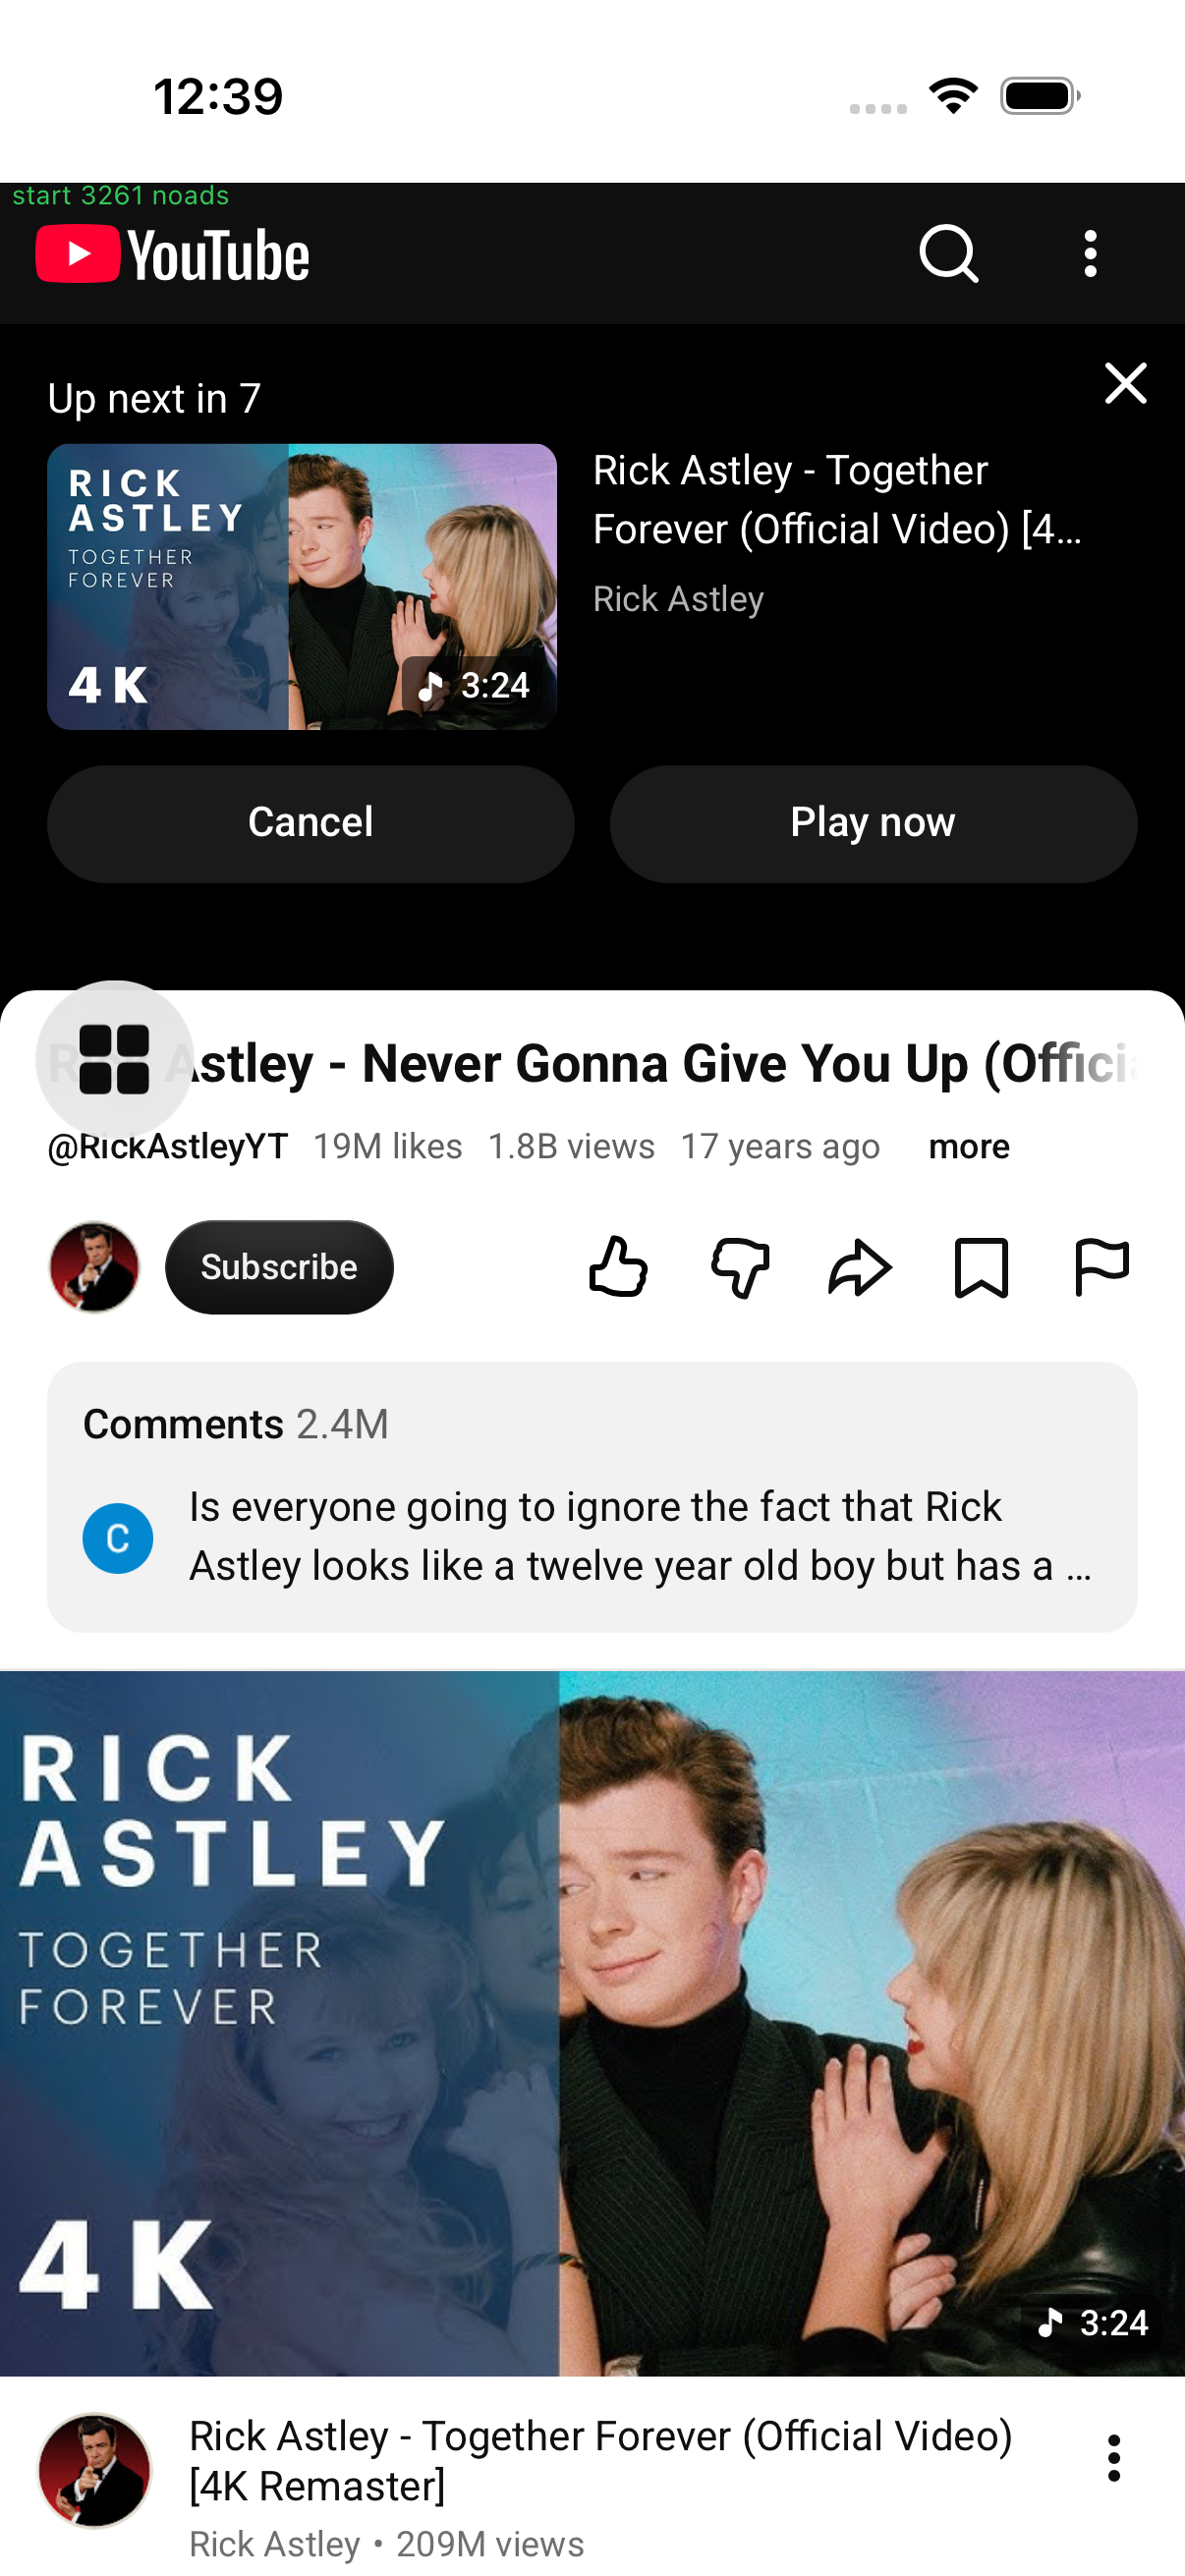 12:39
start 3261 noads
YouTube
Up next in 7
RICK
ASTLEY
TOGETHER
FOREVER
4K
3:24
Rick Astley - Together
Forever (Official Video) [4...
Rick Astley
Cancel
Play now
Astley - Never Gonna Give You Up (Offici
@RickAstleyYT 19M likes 1.8B views 17 years ago more
Subscribe
Comments 2.4M
C
Is everyone going to ignore the fact that Rick
Astley looks like a twelve year old boy but has a ...
RICK
ASTLEY
TOGETHER
FOREVER
4K
3:24
Rick Astley - Together Forever (Official Video)
[4K Remaster]
Rick Astley • 209M views